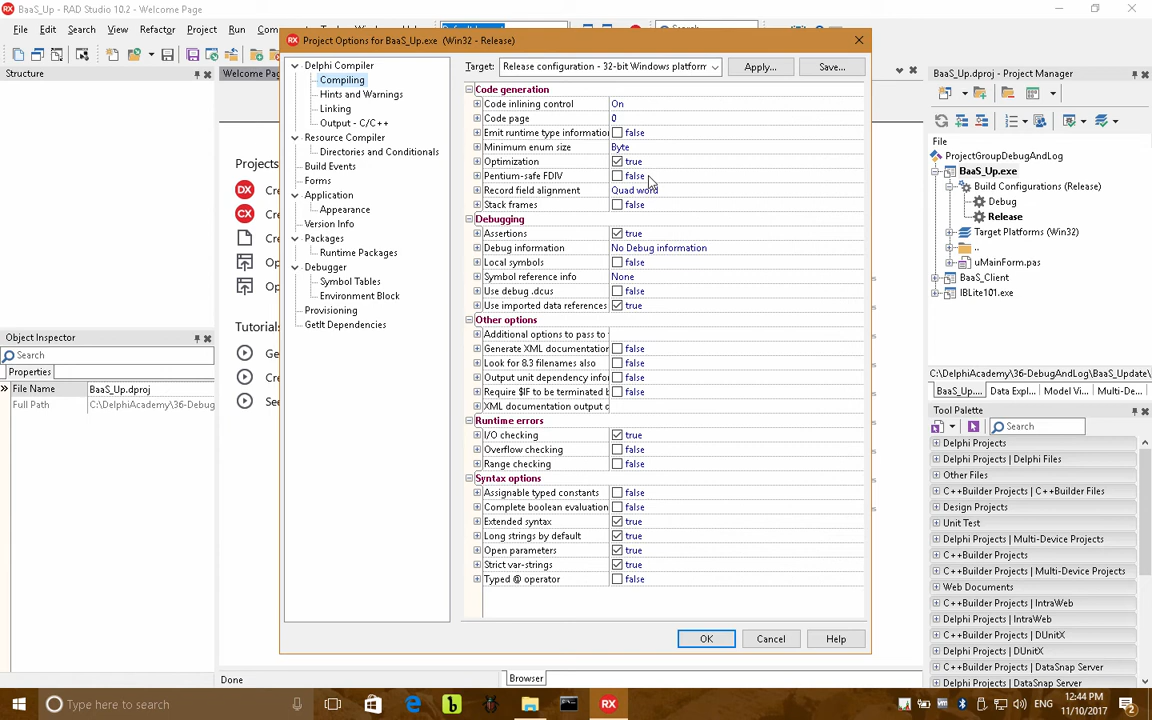 BaaS_Up - RAD Studio 10.2 - Welcome Page
File Edit Search View Refactor Project Run
Structure
Welcome
Projects
Tutorials
Object Inspector
Search
Properties
File Name BaaS_Up.dproj
Full Path C:\DelphiAcademy\36-Debug
Project Options for BaaS_Up.exe (Win32 - Release)
Delphi Compiler
Compiling
Hints and Warnings
Linking
Output - C/C++
Resource Compiler
Directories and Conditionals
Build Events
Forms
Application
Appearance
Version Info
Packages
Runtime Packages
Debugger
Symbol Tables
Environment Block
Provisioning
GetIt Dependencies
Target: Release configuration - 32-bit Windows platform Apply... Save...
Code generation
Code inlining control On
Code page 0
Emit runtime type information false
Minimum enum size Byte
Optimization true
Pentium-safe FDIV false
Record field alignment Quad word
Stack frames false
Debugging
Assertions true
Debug information No Debug information
Local symbols false
Symbol reference info None
Use debug .dcus false
Use imported data references true
Other options
Additional options to pass to
Generate XML documentation false
Look for 8.3 filenames also false
Output unit dependency infor false
Require $IF to be terminated b false
XML documentation output d
Runtime errors
I/O checking true
Overflow checking false
Range checking false
Syntax options
Assignable typed constants false
Complete boolean evaluation false
Extended syntax true
Long strings by default true
Open parameters true
Strict var-strings true
Typed @ operator false
OK Cancel Help
Done
Browser
BaaS_Up.dproj - Project Manager
File
ProjectGroupDebugAndLog
BaaS_Up.exe
Build Configurations (Release)
Debug
Release
Target Platforms (Win32)
..
uMainForm.pas
BaaS_Client
IBLite101.exe
C:\DelphiAcademy\36-DebugAndLog\BaaS_Update\
BaaS_Up.... Data Expl... Model Vi... Multi-De...
Tool Palette
Search
Delphi Projects
Delphi Projects | Delphi Files
Other Files
C++Builder Projects | C++Builder Files
Design Projects
Unit Test
Delphi Projects | Multi-Device Projects
C++Builder Projects
C++Builder Projects | Multi-Device Projects
Web Documents
C++Builder Projects | IntraWeb
Delphi Projects | IntraWeb
C++Builder Projects | DUnitX
Delphi Projects | DUnitX
C++Builder Projects | DataSnap Server
Delphi Projects | DataSnap Server
Type here to search
ENG
12:44 PM
11/10/2017
2